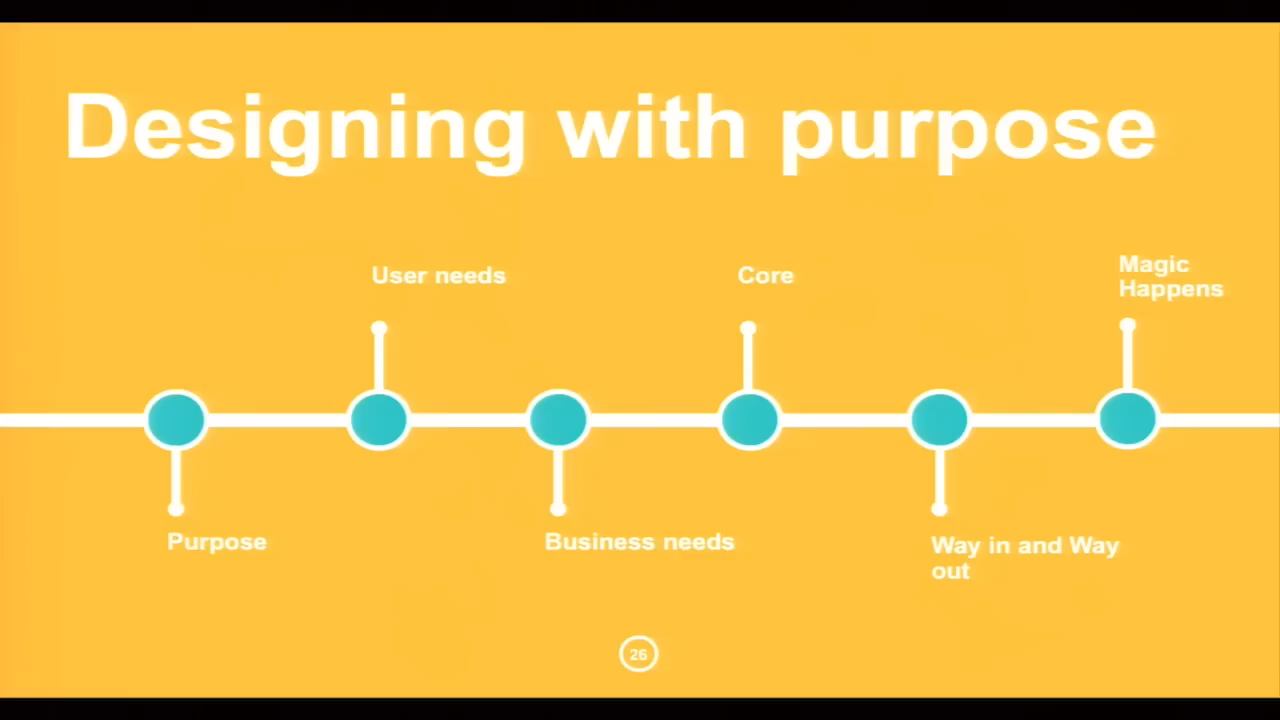 Designing with purpose
Purpose
User needs
Business needs
Core
Way in and Way
out
Magic
Happens
26